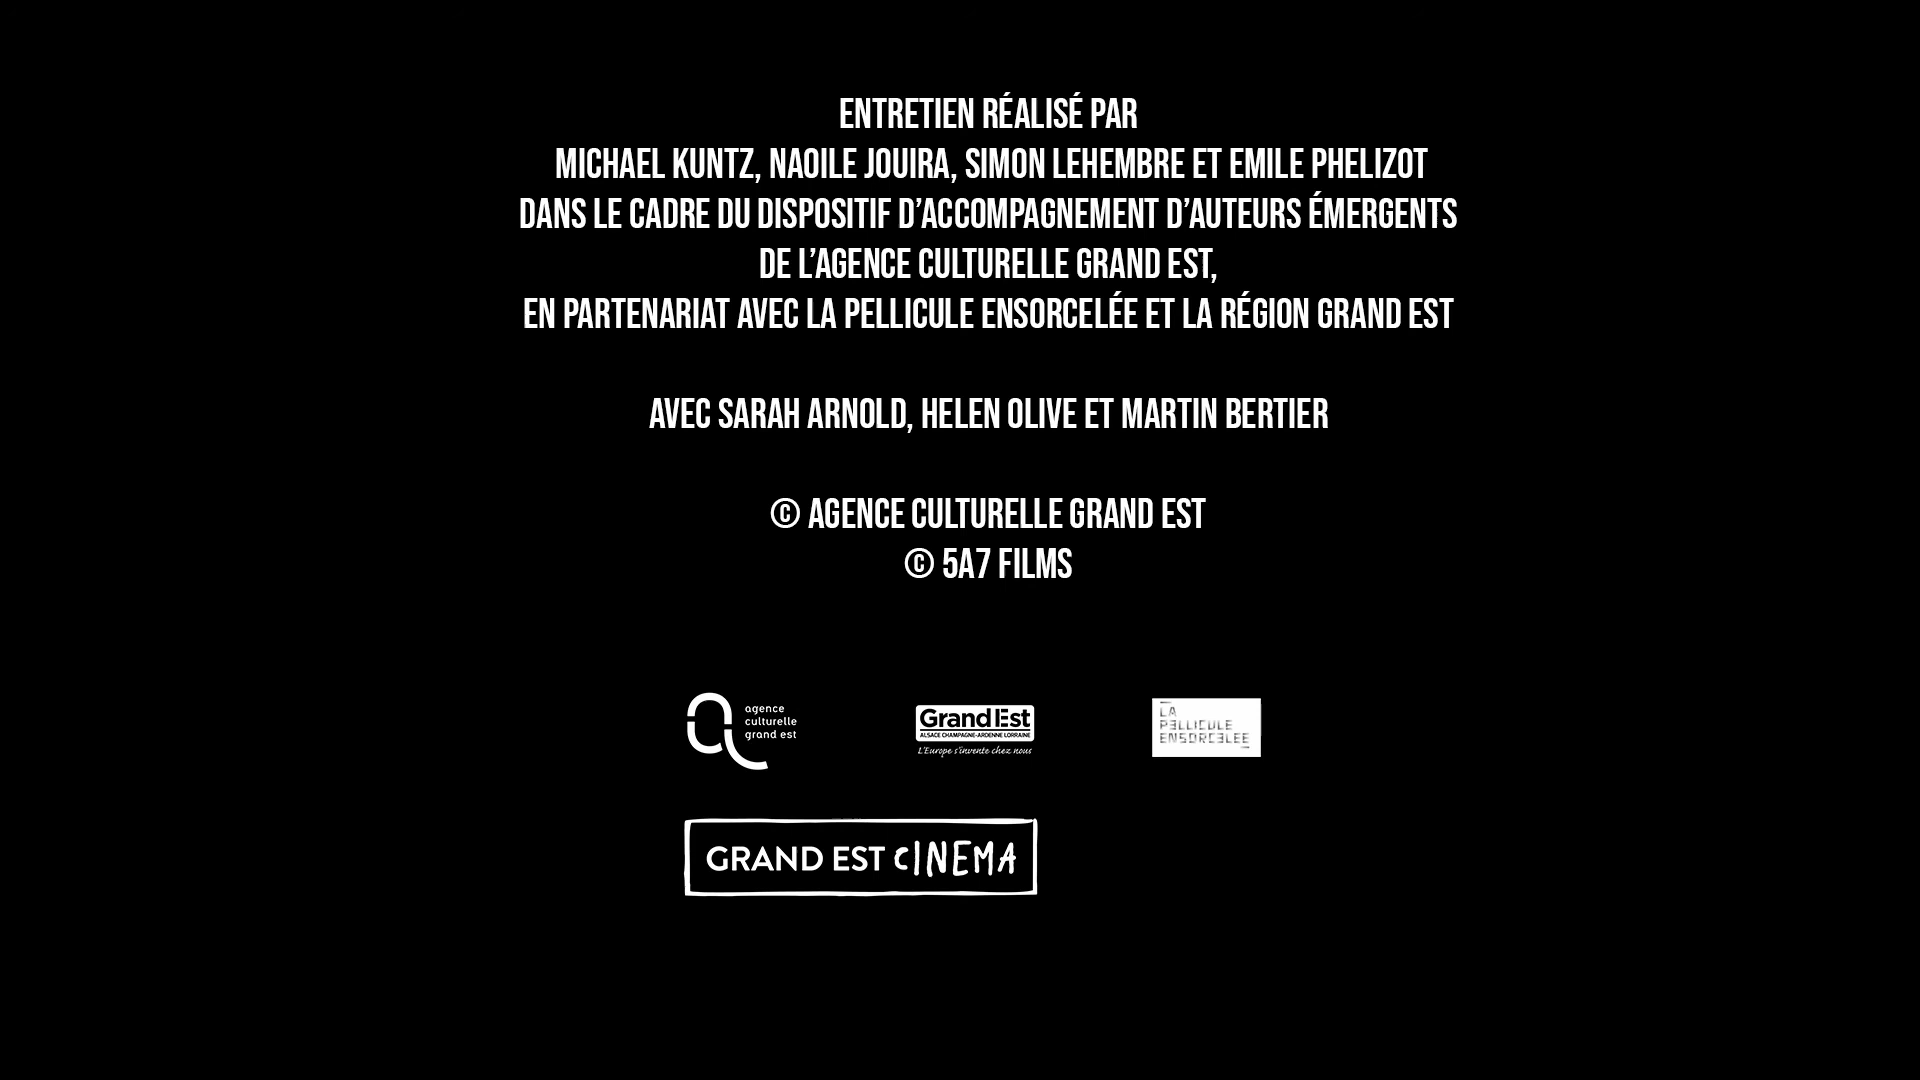 ENTRETIEN RÉALISÉ PAR
MICHAEL KUNTZ, NAOILE JOUIRA, SIMON LEHEMBRE ET EMILE PHELIZOT
DANS LE CADRE DU DISPOSITIF D’ACCOMPAGNEMENT D’AUTEURS ÉMERGENTS
DE L’AGENCE CULTURELLE GRAND EST,
EN PARTENARIAT AVEC LA PELLICULE ENSORCELÉE ET LA RÉGION GRAND EST
AVEC SARAH ARNOLD, HELEN OLIVE ET MARTIN BERTIER
© AGENCE CULTURELLE GRAND EST
© 5A7 FILMS
agence
culturelle
grand est
GrandEst
ALSACE CHAMPAGNE-ARDENNE LORRAINE
L'Europe s'invente chez nous
LA
PELLICULE
ENSORCELEE
GRAND EST CINEMA